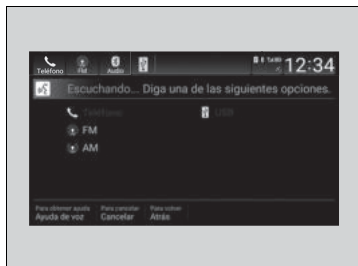 Teléfono FM Audio 12:34
Escuchando... Diga una de las siguientes opciones.
Teléfono USB
FM
AM
Para obtener ayuda Para cancelar Para volver
Ayuda de voz Cancelar Atrás